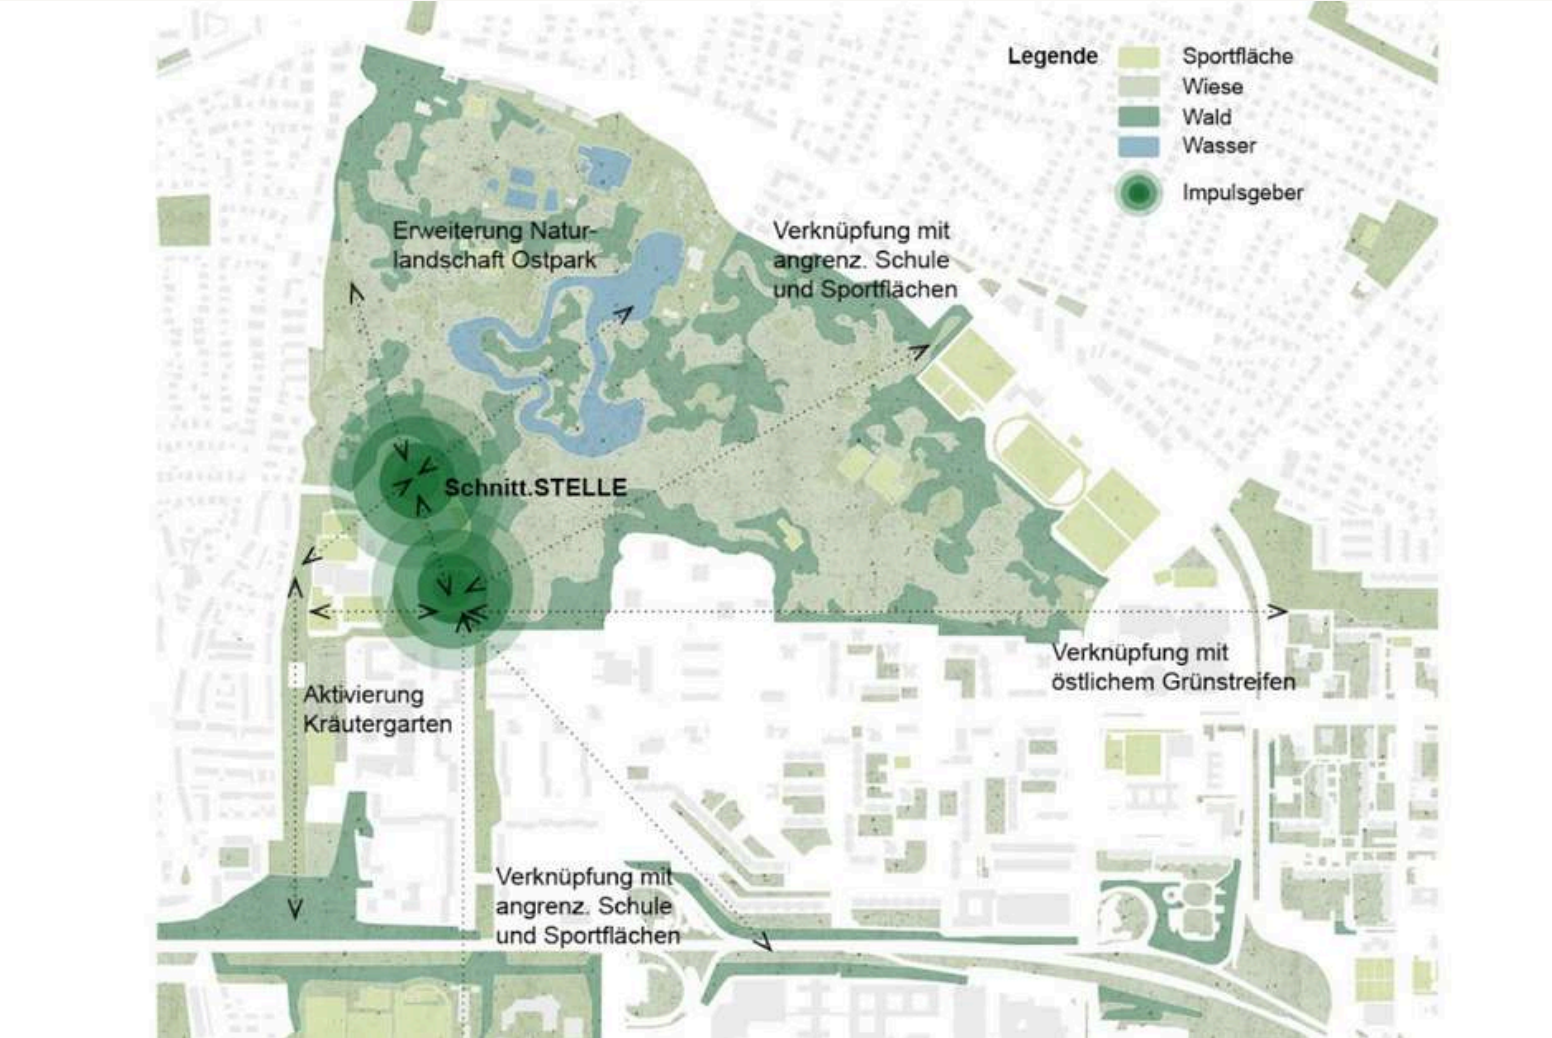 Legende
Sportfläche
Wiese
Wald
Wasser
Impulsgeber
Erweiterung Natur-
landschaft Ostpark
Verknüpfung mit
angrenz. Schule
und Sportflächen
Schnitt.STELLE
Verknüpfung mit
östlichem Grünstreifen
Aktivierung
Kräutergarten
Verknüpfung mit
angrenz. Schule
und Sportflächen